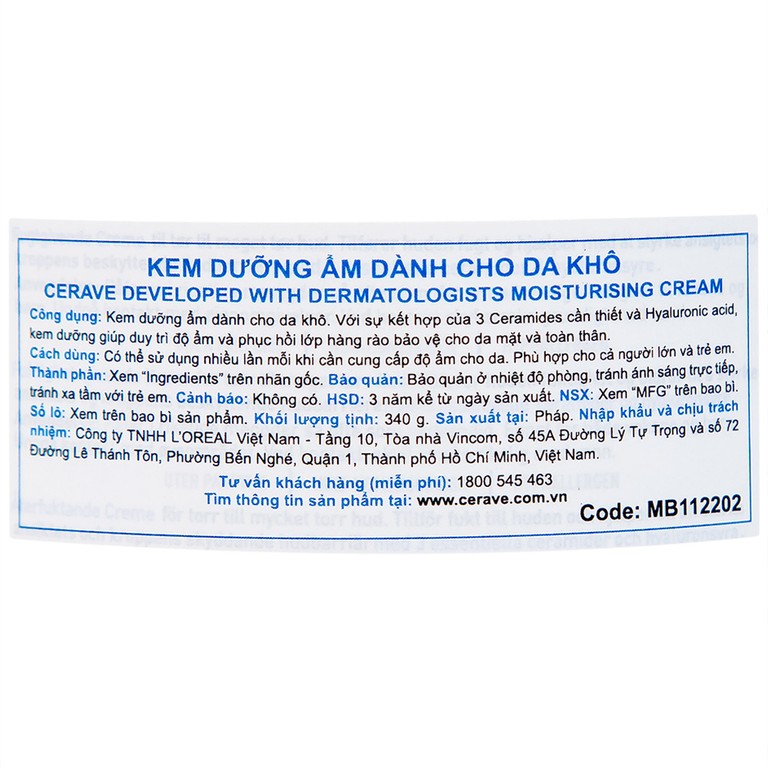 KEM DƯỠNG ẨM DÀNH CHO DA KHÔ
CERAVE DEVELOPED WITH DERMATOLOGISTS MOISTURISING CREAM
Công dụng: Kem dưỡng ẩm dành cho da khô. Với sự kết hợp của 3 Ceramides cần thiết và Hyaluronic acid,
kem dưỡng giúp duy trì độ ẩm và phục hồi lớp hàng rào bảo vệ cho da mặt và toàn thân.
Cách dùng: Có thể sử dụng nhiều lần mỗi khi cần cung cấp độ ẩm cho da. Phù hợp cho cả người lớn và trẻ em.
Thành phần: Xem "Ingredients" trên nhãn gốc. Bảo quản: Bảo quản ở nhiệt độ phòng, tránh ánh sáng trực tiếp,
tránh xa tầm với trẻ em. Cảnh báo: Không có. HSD: 3 năm kể từ ngày sản xuất. NSX: Xem "MFG" trên bao bì.
Số lô: Xem trên bao bì sản phẩm. Khối lượng tịnh: 340 g. Sản xuất tại: Pháp. Nhập khẩu và chịu trách
nhiệm: Công ty TNHH L'OREAL Việt Nam - Tầng 10, Tòa nhà Vincom, số 45A Đường Lý Tự Trọng và số 72
Đường Lê Thánh Tôn, Phường Bến Nghé, Quận 1, Thành phố Hồ Chí Minh, Việt Nam.
Tư vấn khách hàng (miễn phí): 1800 545 463
Tìm thông tin sản phẩm tại: www.cerave.com.vn
Code: MB112202